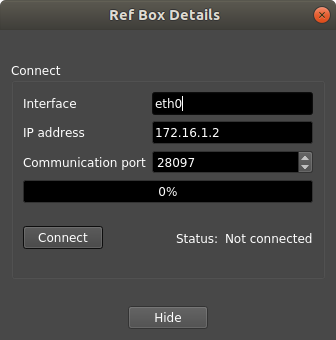 Ref Box Details
Connect
Interface eth0
IP address 172.16.1.2
Communication port 28097
0%
Connect Status: Not connected
Hide